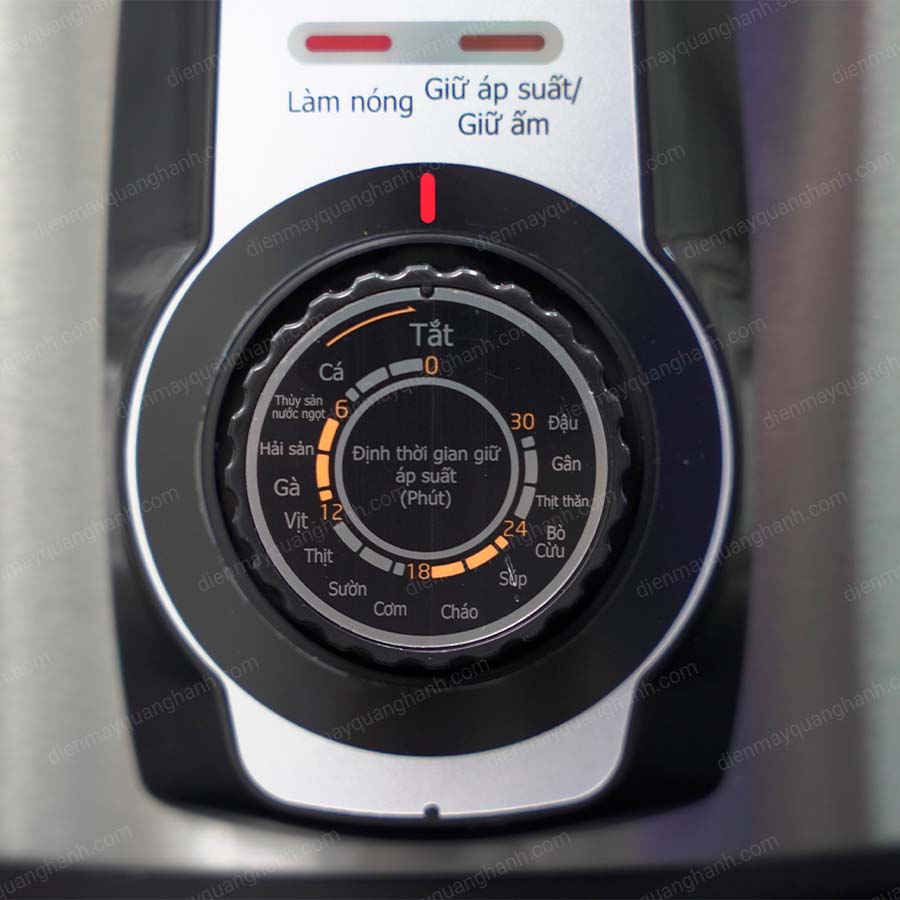 Làm nóng
Giữ áp suất/
Giữ ấm
Tắt
0
Cá
Thủy sản
nước ngọt
6
Hải sản
Gà
12
Vịt
Thịt
Sườn
Cơm
18
Cháo
Súp
24
Bò
Cừu
Thịt thăn
Gân
30
Đậu
Định thời gian giữ
áp suất
(Phút)
dienmayquanghanh.com